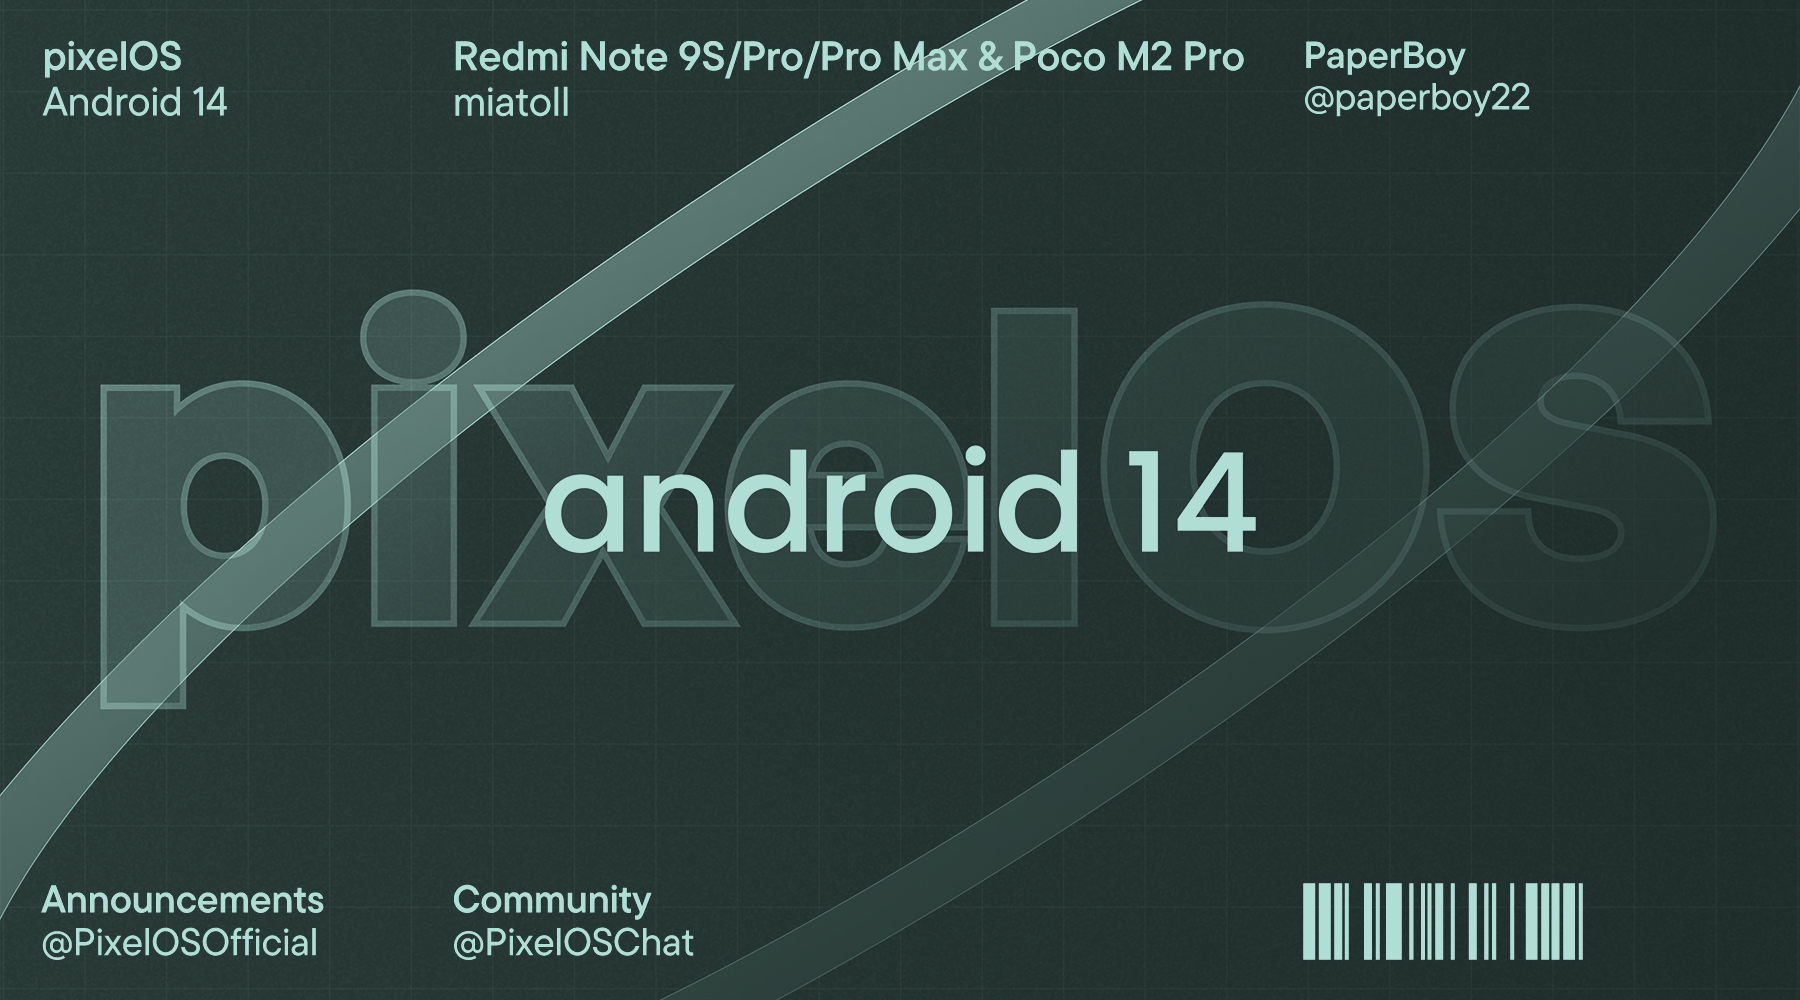 pixelOS
Android 14
Redmi Note 9S/Pro/Pro Max & Poco M2 Pro
miatoll
PaperBoy
@paperboy22
pixelOS
android 14
Announcements
@PixelOSOfficial
Community
@PixelOSChat